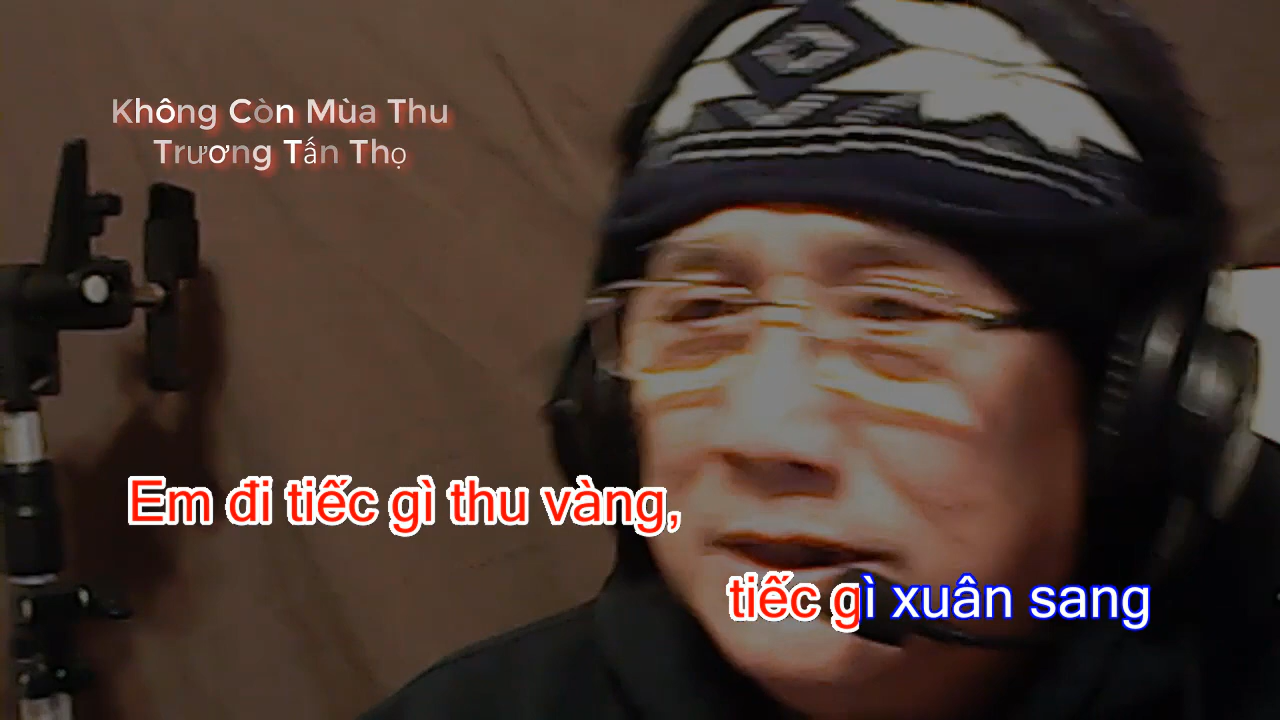 Không Còn Mùa Thu
Trương Tấn Thọ
Em đi tiếc gì thu vàng,
tiếc gì xuân sang